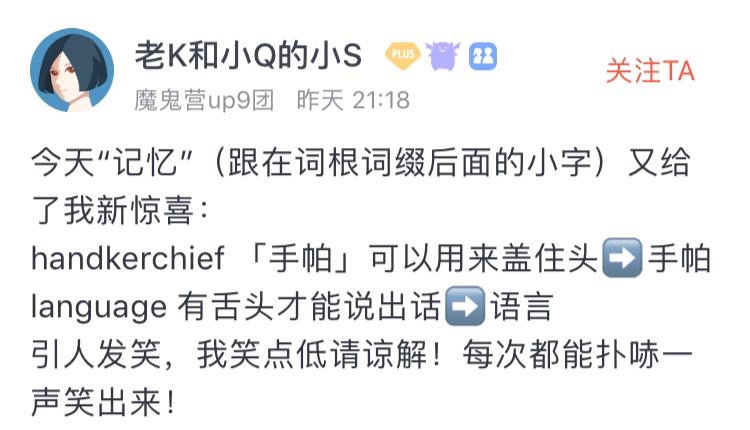 老K和小Q的小S PLUS
关注TA
魔鬼营up9团 昨天 21:18
今天“记忆”（跟在词根词缀后面的小字）又给
了我新惊喜：
handkerchief 「手帕」可以用来盖住头➡️手帕
language 有舌头才能说出话➡️语言
引人发笑，我笑点低请谅解！每次都能扑哧一
声笑出来！